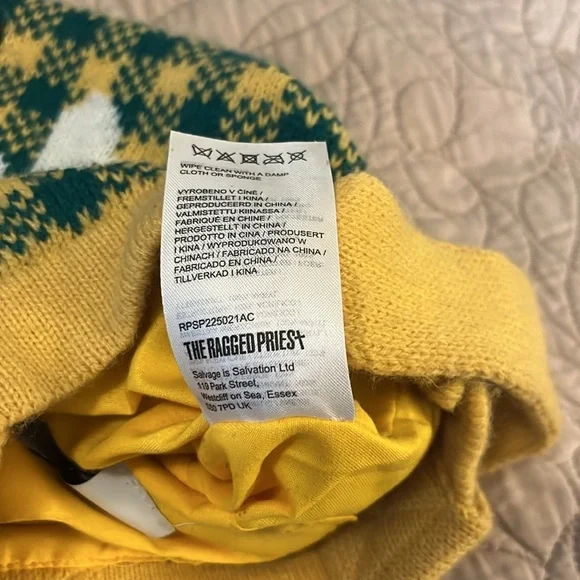 WIPE CLEAN WITH A DAMP
CLOTH OR SPONGE
VYROBENO V ČÍNĚ /
FREMSTILLET I KINA /
GEPRODUCEERD IN CHINA /
VALMISTETTU KIINASSA /
FABRIQUÉ EN CHINE /
HERGESTELLT IN CHINA /
PRODOTTO IN CINA / PRODUSERT
I KINA / WYPRODUKOWANO W
CHINACH / FABRICADO NA CHINA /
FABRICADO EN CHINA /
TILLVERKAD I KINA
RPSP225021AC
THE RAGGED PRIEST
Salvage is Salvation Ltd
119 Park Street,
Westcliff on Sea, Essex
7PD UK